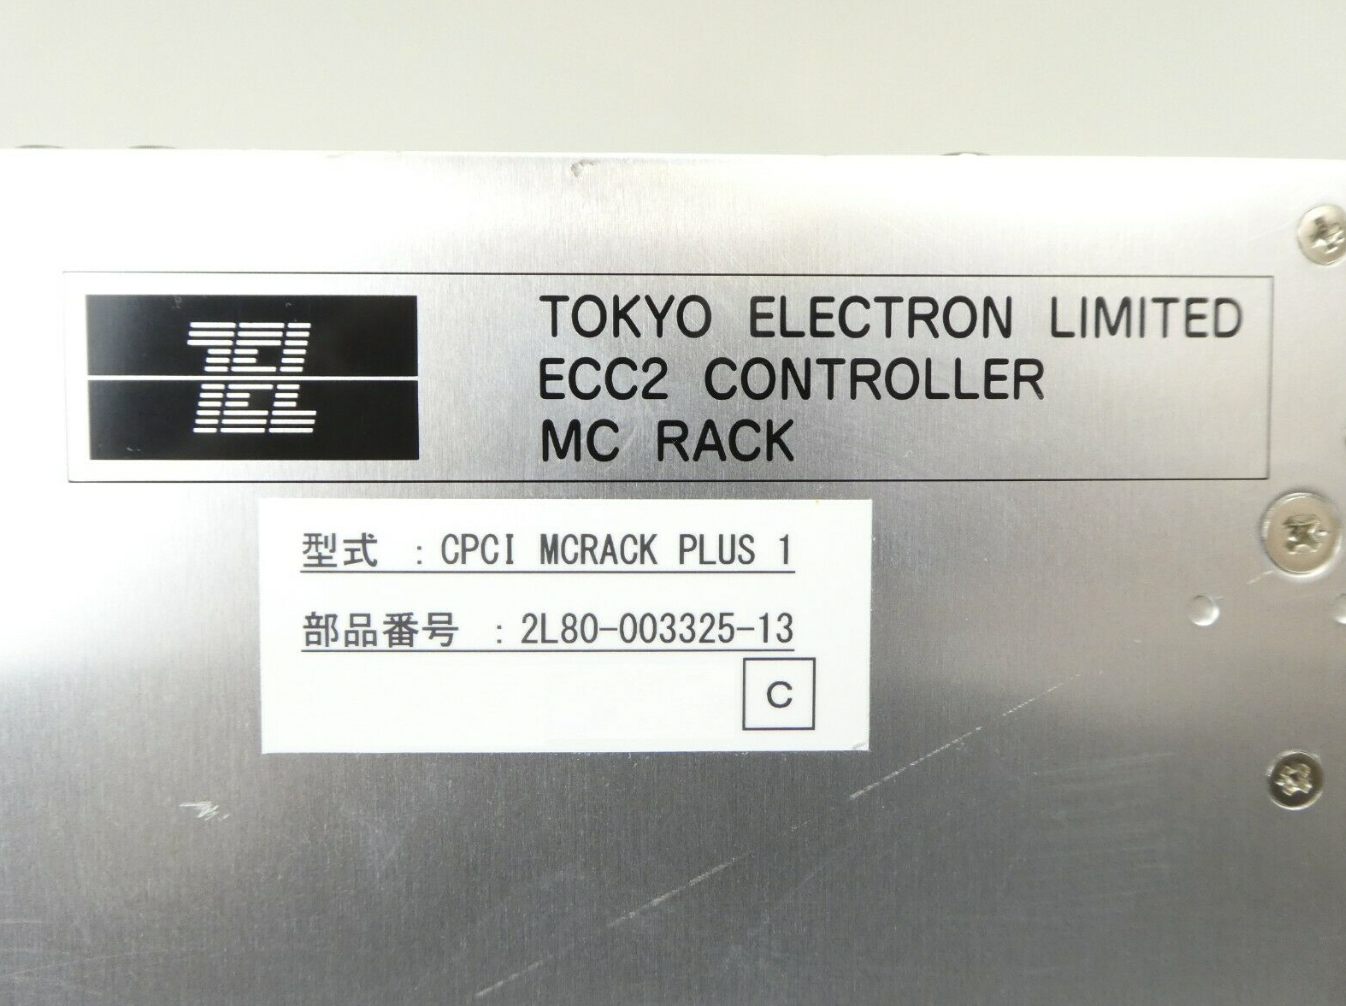 TEL
TOKYO ELECTRON LIMITED
ECC2 CONTROLLER
MC RACK
型式 : CPCI MCRACK PLUS 1
部品番号 : 2L80-003325-13
C